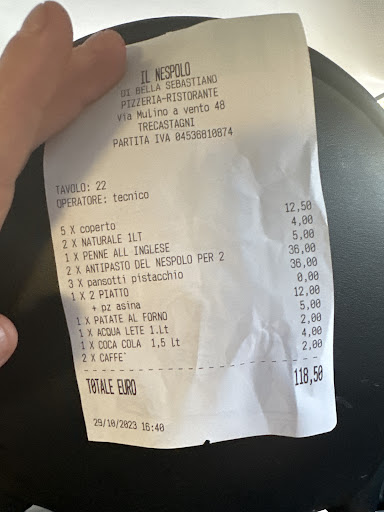 IL NESPOLO
DI BELLA SEBASTIANO
PIZZERIA-RISTORANTE
Via Mulino a vento 48
TRECASTAGNI
PARTITA IVA 04536810874
TAVOLO: 22
OPERATORE: tecnico
5 X coperto 12,50
2 X NATURALE 1LT 4,00
1 X PENNE ALL INGLESE 5,00
2 X ANTIPASTO DEL NESPOLO PER 2 36,00
3 X pansotti pistacchio 36,00
1 X 2 PIATTO 0,00
+ pz asina 12,00
1 X PATATE AL FORNO 5,00
1 X ACQUA LETE 1.Lt 2,00
1 X COCA COLA 1,5 Lt 4,00
2 X CAFFE' 2,00
TOTALE EURO 118,50
29/10/2023 16:40